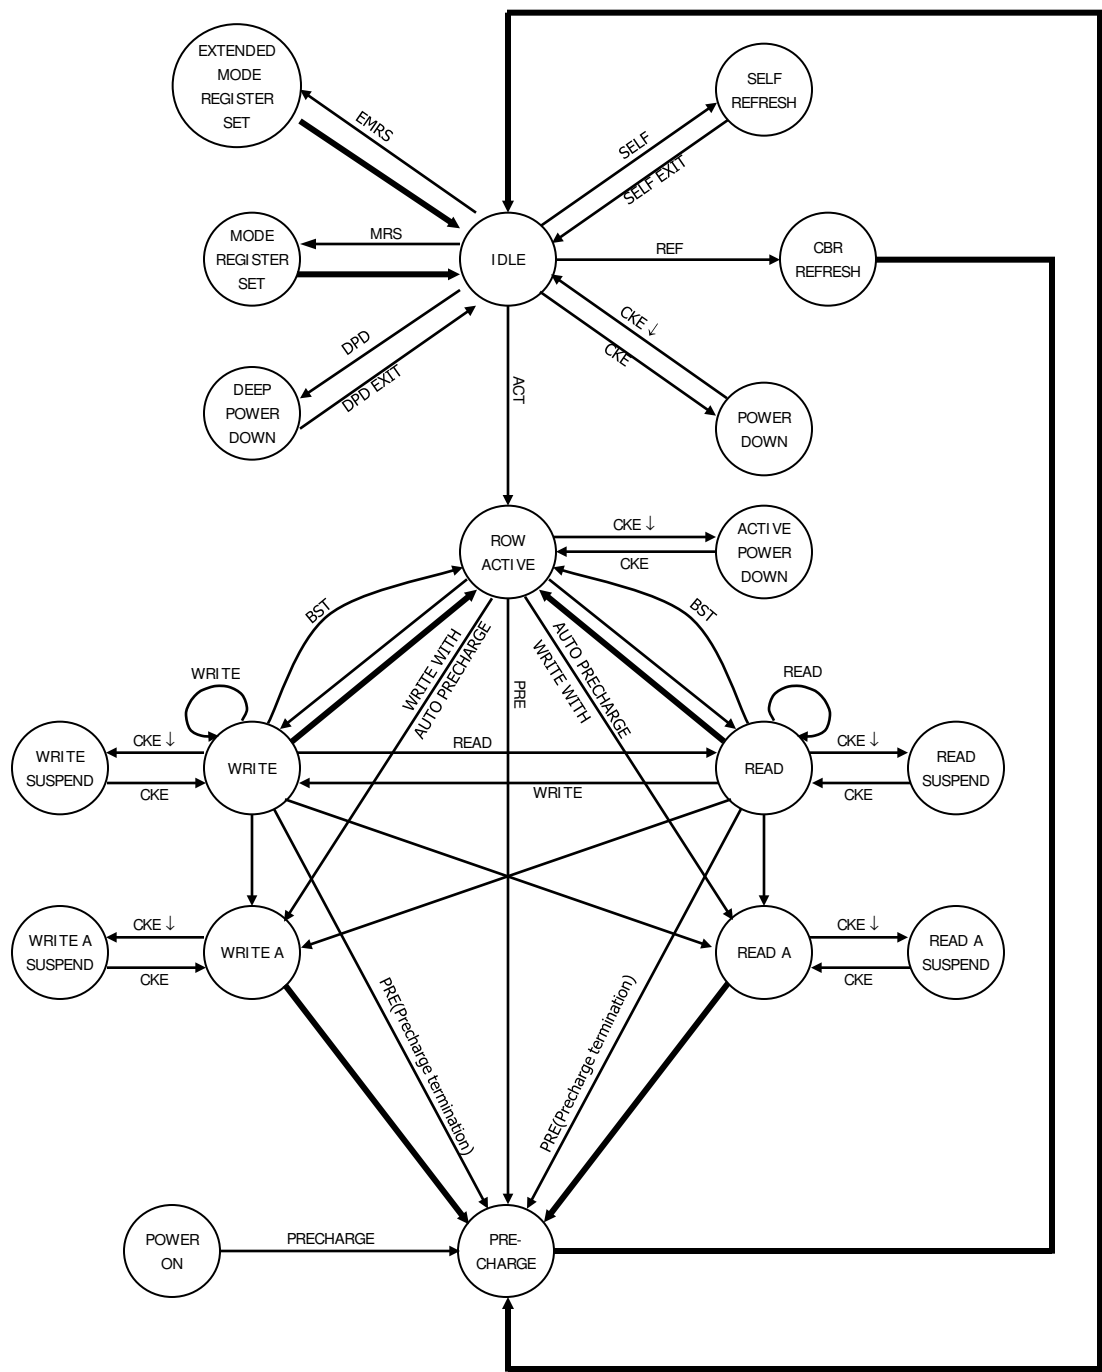 EXTENDED
MODE
REGISTER
SET
EMRS
SELF
REFRESH
SELF
SELF EXIT
MODE
REGISTER
SET
MRS
IDLE
REF
CBR
REFRESH
DPD
DPD EXIT
CKE ↓
CKE
DEEP
POWER
DOWN
ACT
POWER
DOWN
ROW
ACTIVE
CKE ↓
CKE
ACTIVE
POWER
DOWN
BST
BST
WRITE WITH
AUTO PRECHARGE
PRE
AUTO PRECHARGE
WRITE WITH
WRITE
READ
WRITE
SUSPEND
CKE ↓
CKE
WRITE
READ
WRITE
READ
CKE ↓
CKE
READ
SUSPEND
WRITE A
SUSPEND
CKE ↓
CKE
WRITE A
READ A
CKE ↓
CKE
READ A
SUSPEND
PRE(Precharge termination)
PRE(Precharge termination)
POWER
ON
PRECHARGE
PRE-
CHARGE